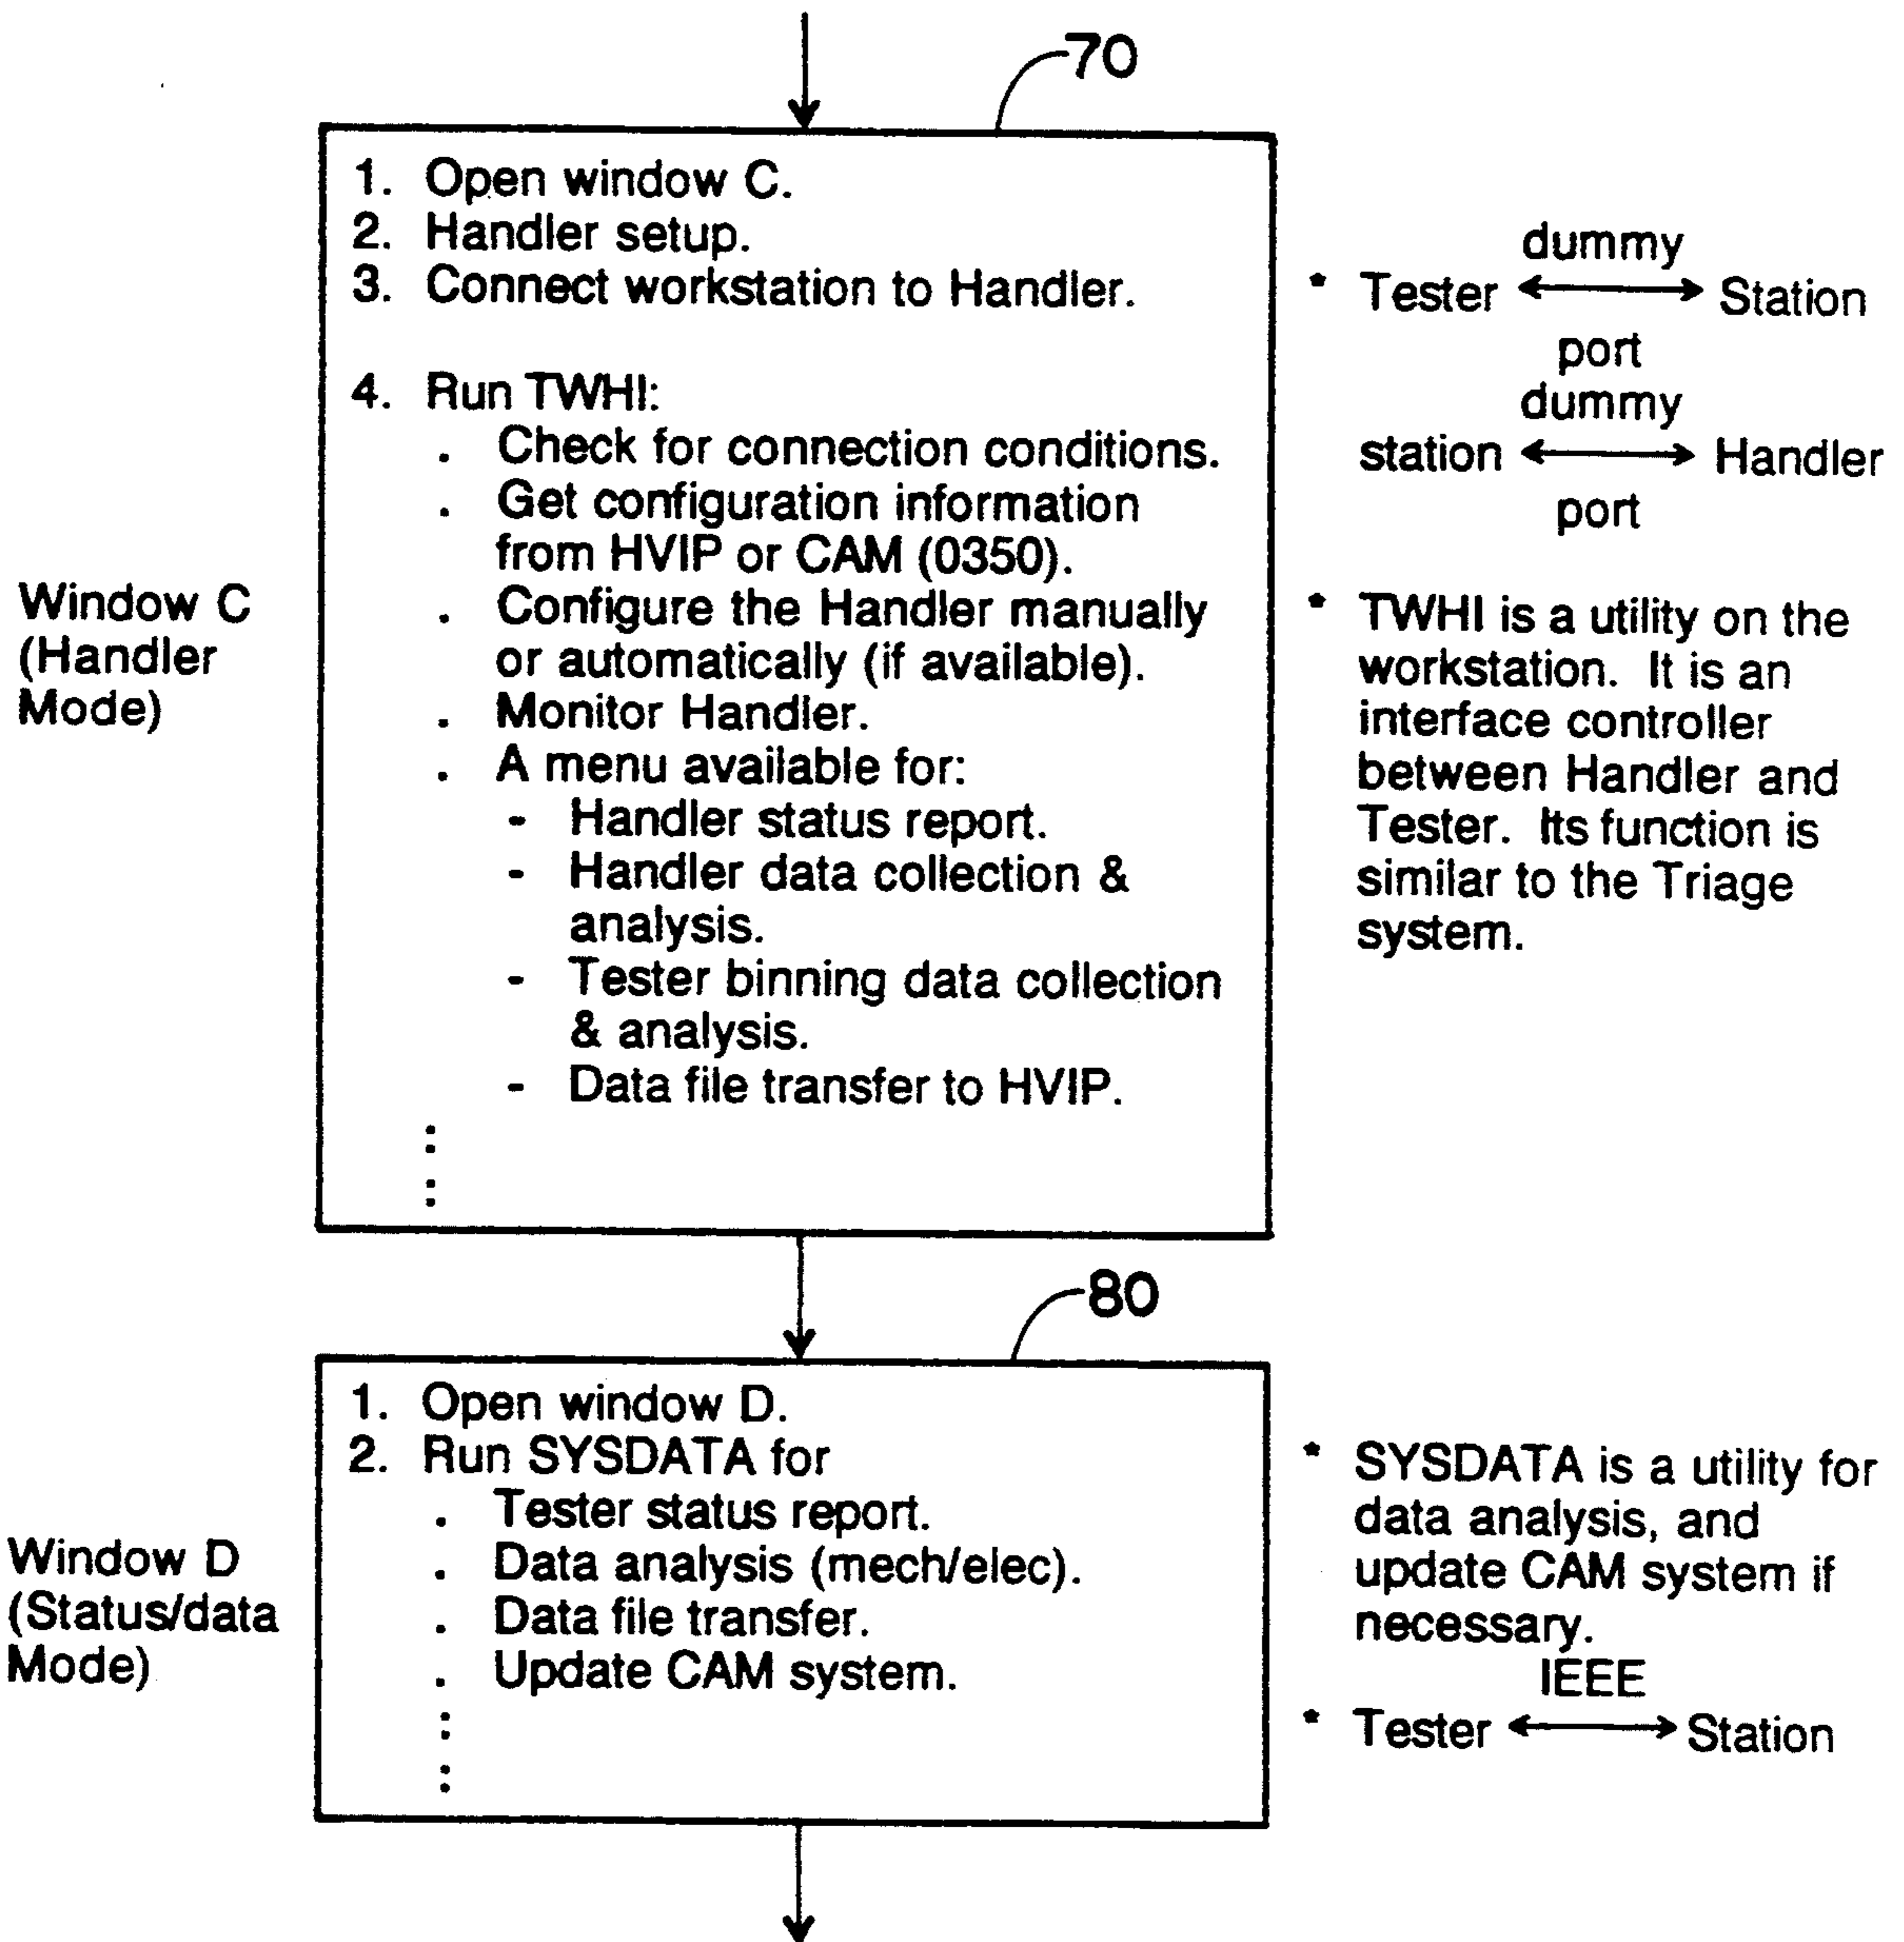 70
1. Open window C.
2. Handler setup.
3. Connect workstation to Handler.
4. Run TWHI:
. Check for connection conditions.
. Get configuration information
from HVIP or CAM (0350).
. Configure the Handler manually
or automatically (if available).
. Monitor Handler.
. A menu available for:
- Handler status report.
- Handler data collection &
analysis.
- Tester binning data collection
& analysis.
- Data file transfer to HVIP.
:
:
Window C
(Handler
Mode)
dummy
* Tester ⟷ Station
port
dummy
station ⟷ Handler
port
* TWHI is a utility on the
workstation. It is an
interface controller
between Handler and
Tester. Its function is
similar to the Triage
system.
80
1. Open window D.
2. Run SYSDATA for
. Tester status report.
. Data analysis (mech/elec).
. Data file transfer.
. Update CAM system.
:
:
Window D
(Status/data
Mode)
* SYSDATA is a utility for
data analysis, and
update CAM system if
necessary.
IEEE
* Tester ⟷ Station